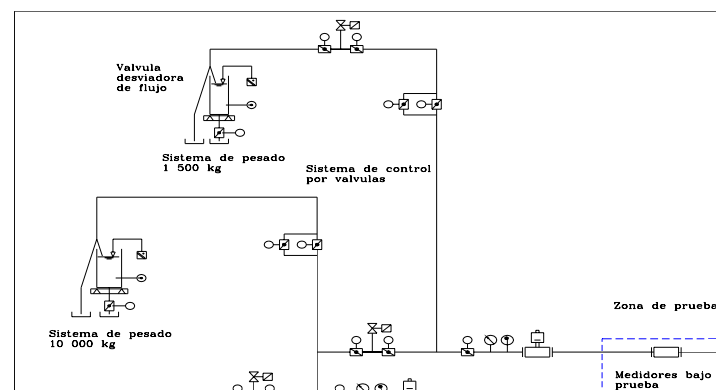 Valvula
desviadora
de flujo
Sistema de pesado
1 500 kg
Sistema de control
por valvulas
Sistema de pesado
10 000 kg
Zona de prueba
Medidores bajo
prueba